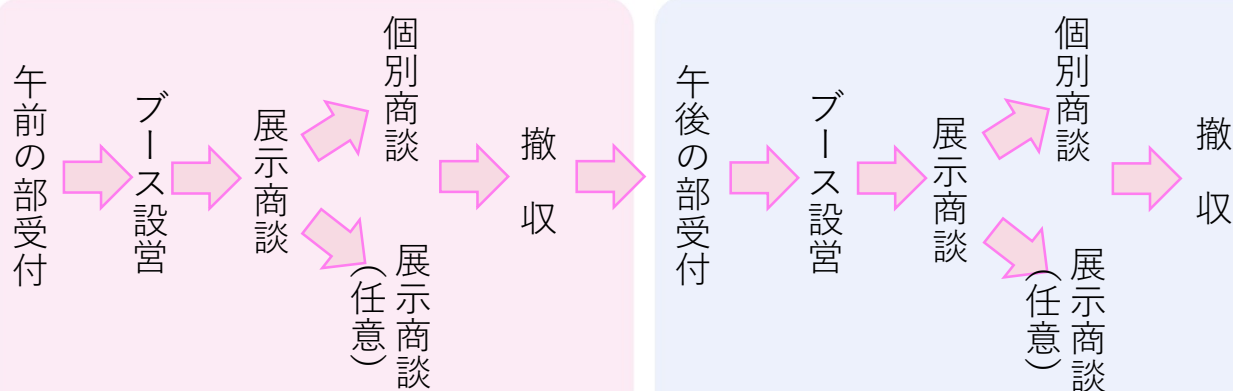 午前の部受付
ブース設営
展示商談
個別商談
展示商談
（任意）
撤収
午後の部受付
ブース設営
展示商談
個別商談
展示商談
（任意）
撤収